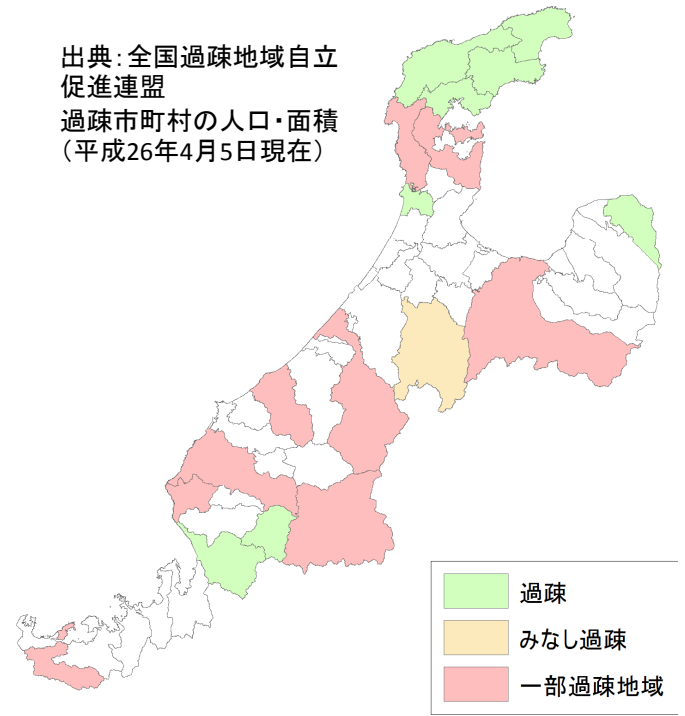 出典：全国過疎地域自立
促進連盟
過疎市町村の人口・面積
（平成26年4月5日現在）
過疎
みなし過疎
一部過疎地域